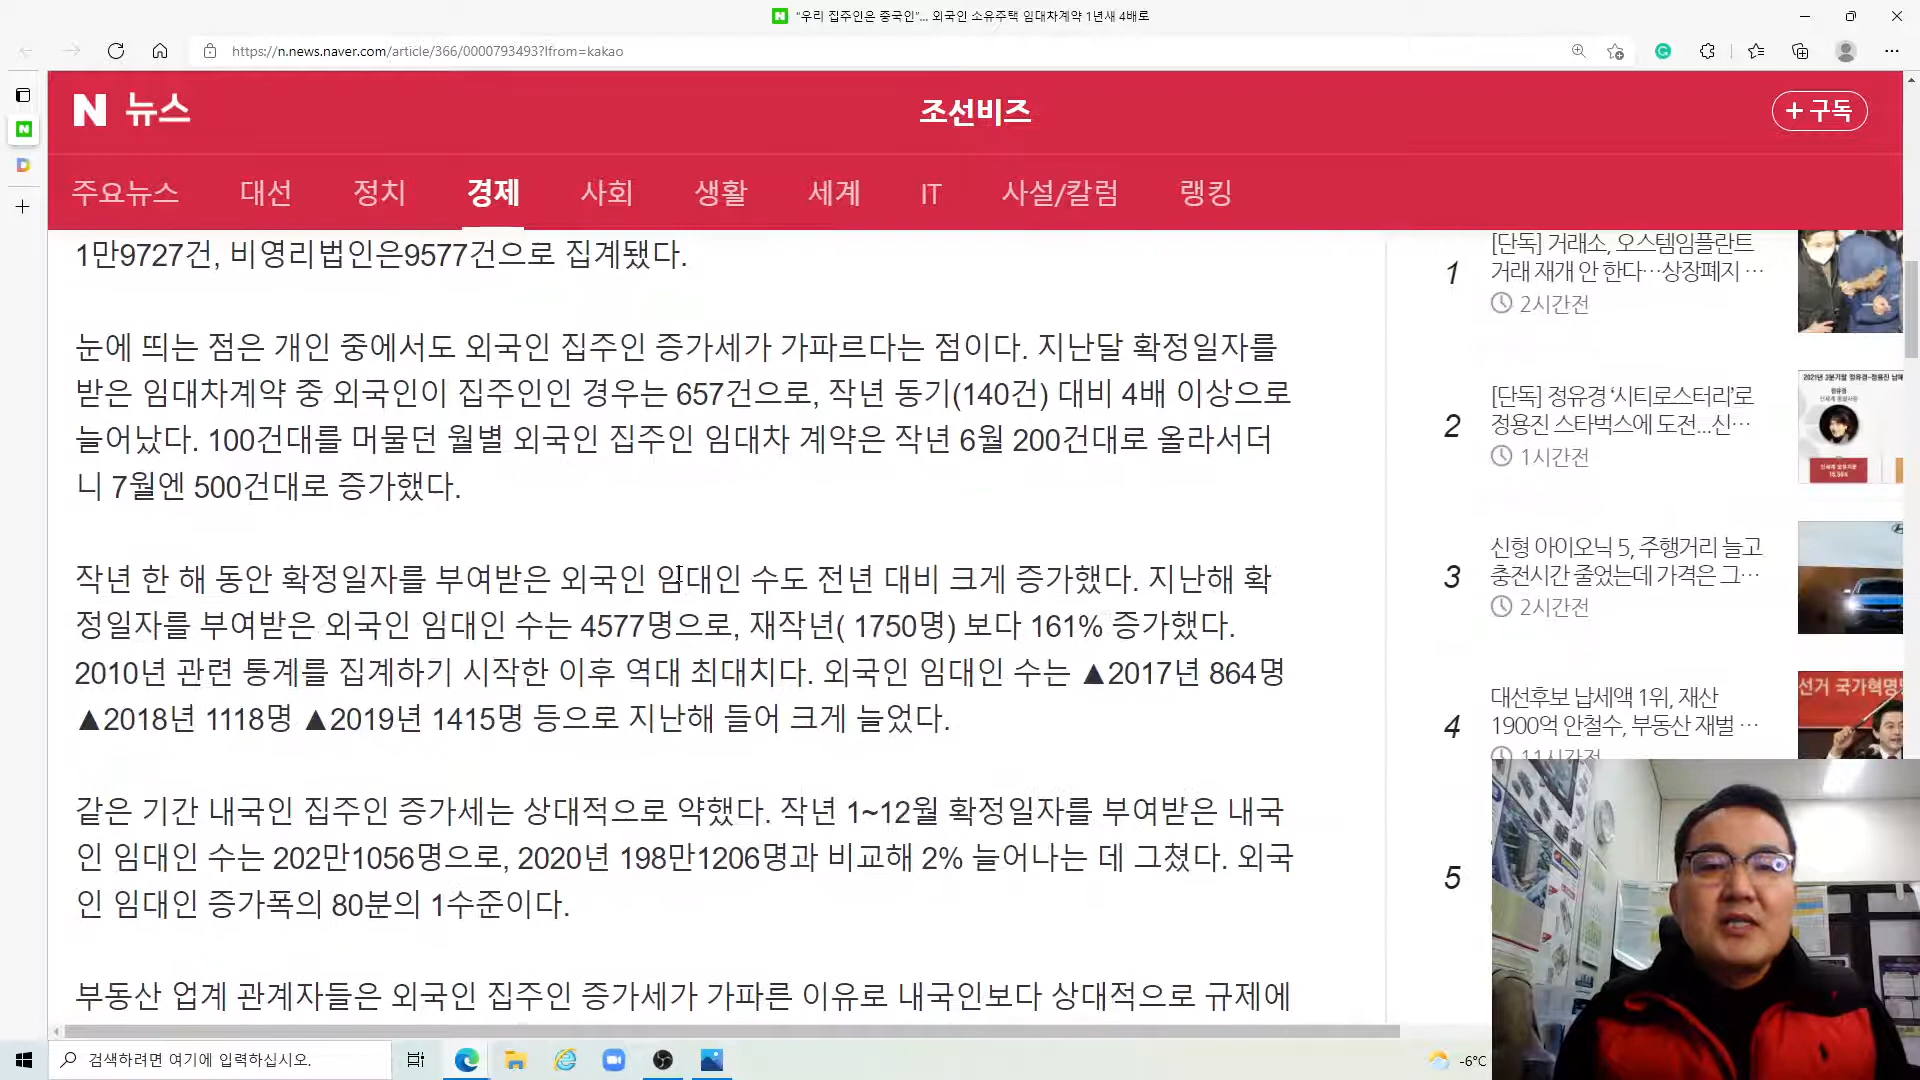 "우리 집주인은 중국인"... 외국인 소유주택 임대차계약 1년새 4배로
https://n.news.naver.com/article/366/0000793493?lfrom=kakao
N 뉴스
조선비즈
+ 구독
주요뉴스 대선 정치 경제 사회 생활 세계 IT 사설/칼럼 랭킹
1만9727건, 비영리법인은9577건으로 집계됐다.
눈에 띄는 점은 개인 중에서도 외국인 집주인 증가세가 가파르다는 점이다. 지난달 확정일자를
받은 임대차계약 중 외국인이 집주인인 경우는 657건으로, 작년 동기(140건) 대비 4배 이상으로
늘어났다. 100건대를 머물던 월별 외국인 집주인 임대차 계약은 작년 6월 200건대로 올라서더
니 7월엔 500건대로 증가했다.
작년 한 해 동안 확정일자를 부여받은 외국인 임대인 수도 전년 대비 크게 증가했다. 지난해 확
정일자를 부여받은 외국인 임대인 수는 4577명으로, 재작년( 1750명) 보다 161% 증가했다.
2010년 관련 통계를 집계하기 시작한 이후 역대 최대치다. 외국인 임대인 수는 ▲2017년 864명
▲2018년 1118명 ▲2019년 1415명 등으로 지난해 들어 크게 늘었다.
같은 기간 내국인 집주인 증가세는 상대적으로 약했다. 작년 1~12월 확정일자를 부여받은 내국
인 임대인 수는 202만1056명으로, 2020년 198만1206명과 비교해 2% 늘어나는 데 그쳤다. 외국
인 임대인 증가폭의 80분의 1수준이다.
부동산 업계 관계자들은 외국인 집주인 증가세가 가파른 이유로 내국인보다 상대적으로 규제에
1
[단독] 거래소, 오스템임플란트
거래 재개 안 한다…상장폐지 …
2시간전
2
[단독] 정유경 '시티로스터리'로
정용진 스타벅스에 도전...신…
1시간전
3
신형 아이오닉 5, 주행거리 늘고
충전시간 줄었는데 가격은 그…
2시간전
4
대선후보 납세액 1위, 재산
1900억 안철수, 부동산 재벌 …
11시간전
선거 국가혁명
5
검색하려면 여기에 입력하십시오.
-6°C